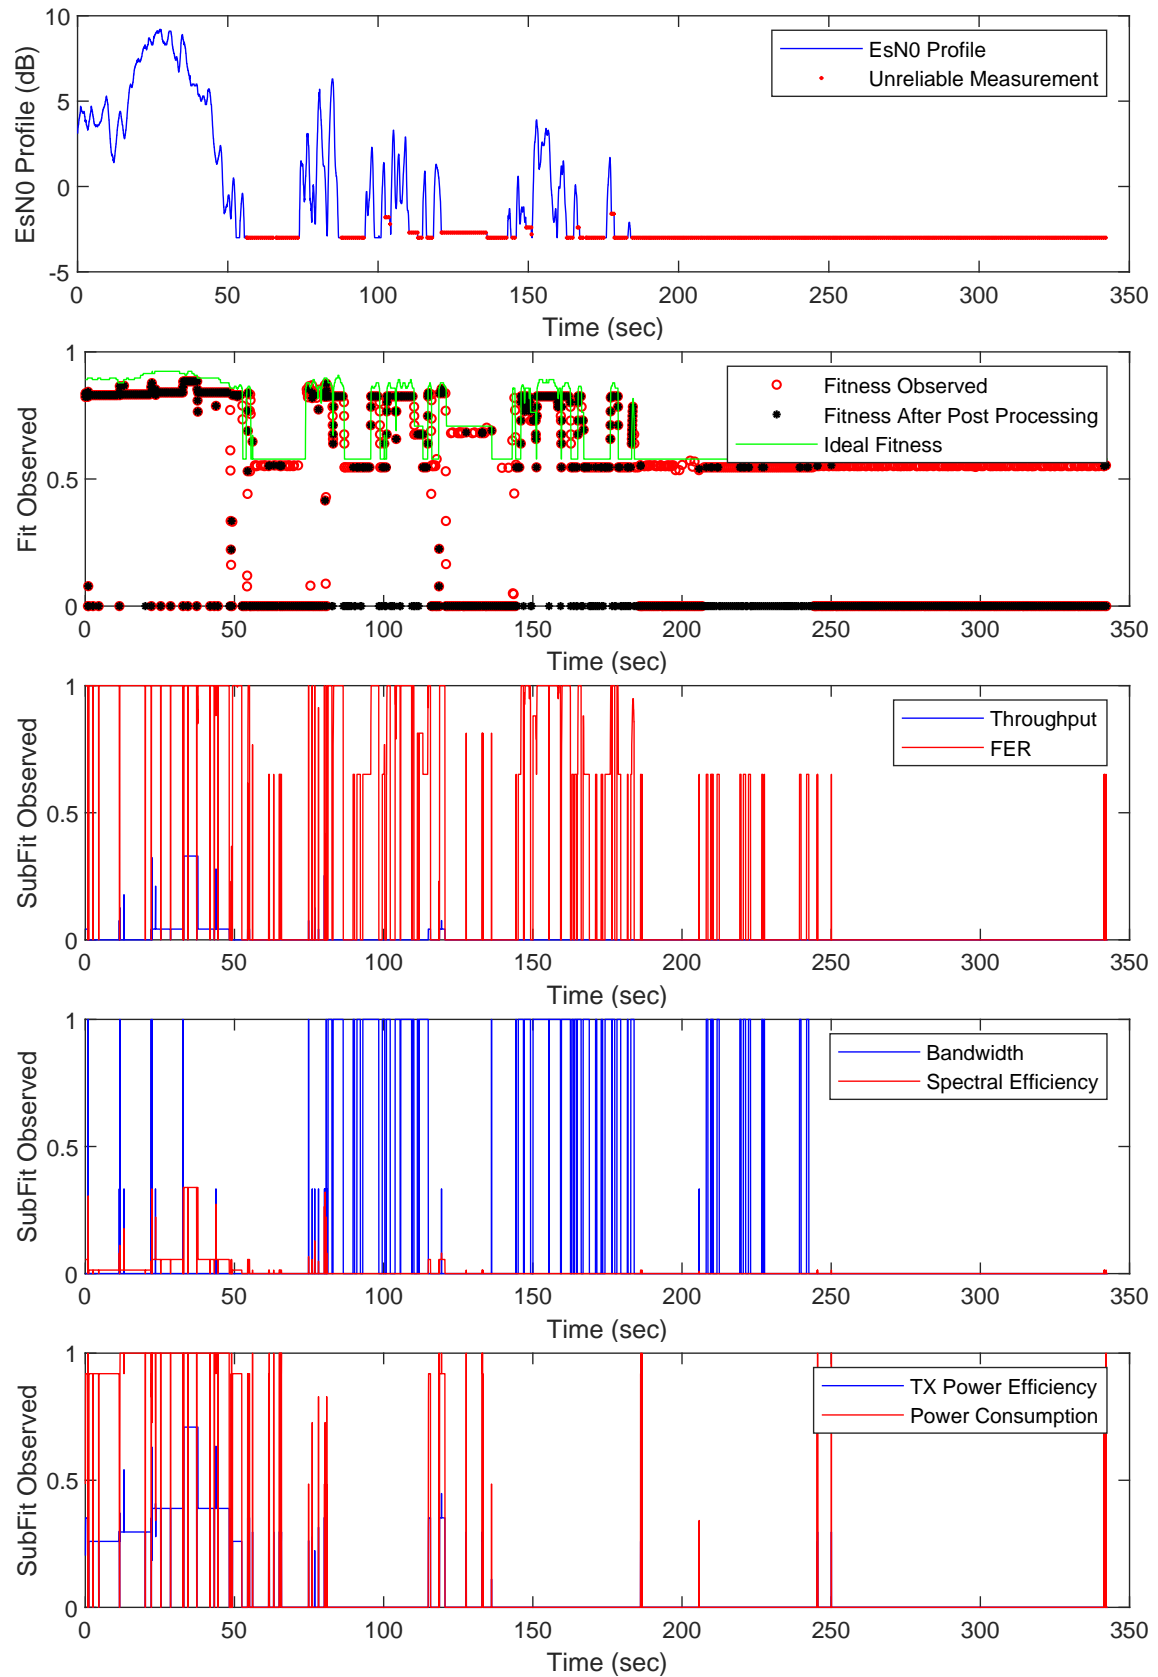 10
5
0
-5
EsN0 Profile (dB)
EsN0 Profile
Unreliable Measurement
0 50 100 150 200 250 300 350
Time (sec)
1
0.5
0
Fit Observed
Fitness Observed
Fitness After Post Processing
Ideal Fitness
0 50 100 150 200 250 300 350
Time (sec)
1
0.5
0
SubFit Observed
Throughput
FER
0 50 100 150 200 250 300 350
Time (sec)
1
0.5
0
SubFit Observed
Bandwidth
Spectral Efficiency
0 50 100 150 200 250 300 350
Time (sec)
1
0.5
0
SubFit Observed
TX Power Efficiency
Power Consumption
0 50 100 150 200 250 300 350
Time (sec)